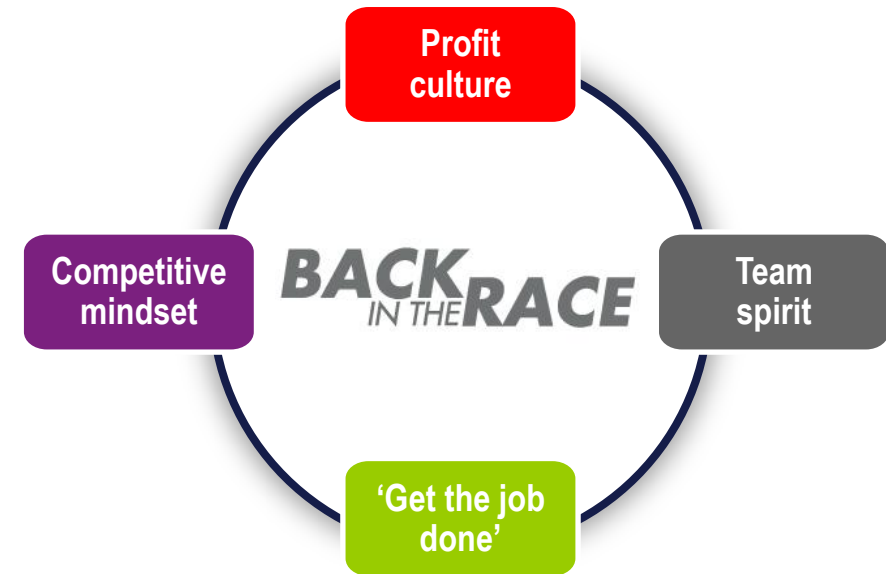 Profit
culture
Competitive
mindset
BACK
IN THE RACE
Team
spirit
‘Get the job
done’